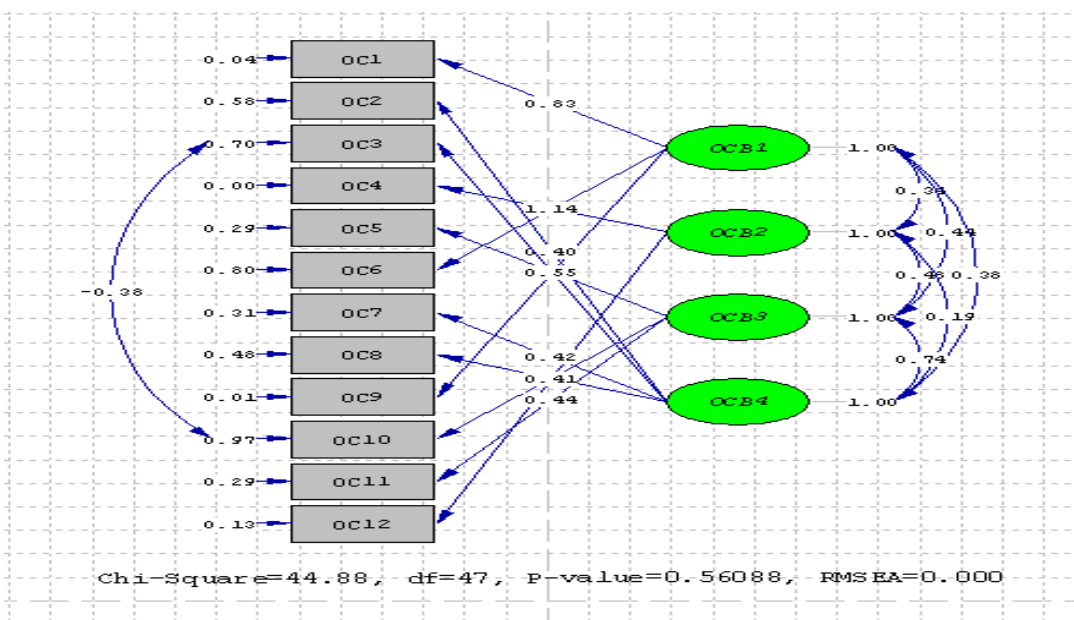 0.04 OC1
0.83
0.58 OC2
0.70 OC3 OCB1 1.00
0.00 OC4 0.34
1.14
0.29 OC5 OCB2 1.00 0.44
0.40
0.80 OC6 0.55 0.48 0.38
-0.38
0.31 OC7 OCB3 1.00 0.19
0.48 OC8 0.42 0.74
0.41
0.01 OC9 0.44 OCB4 1.00
0.97 OC10
0.29 OC11
0.13 OC12
Chi-Square=44.88, df=47, P-value=0.56088, RMSEA=0.000